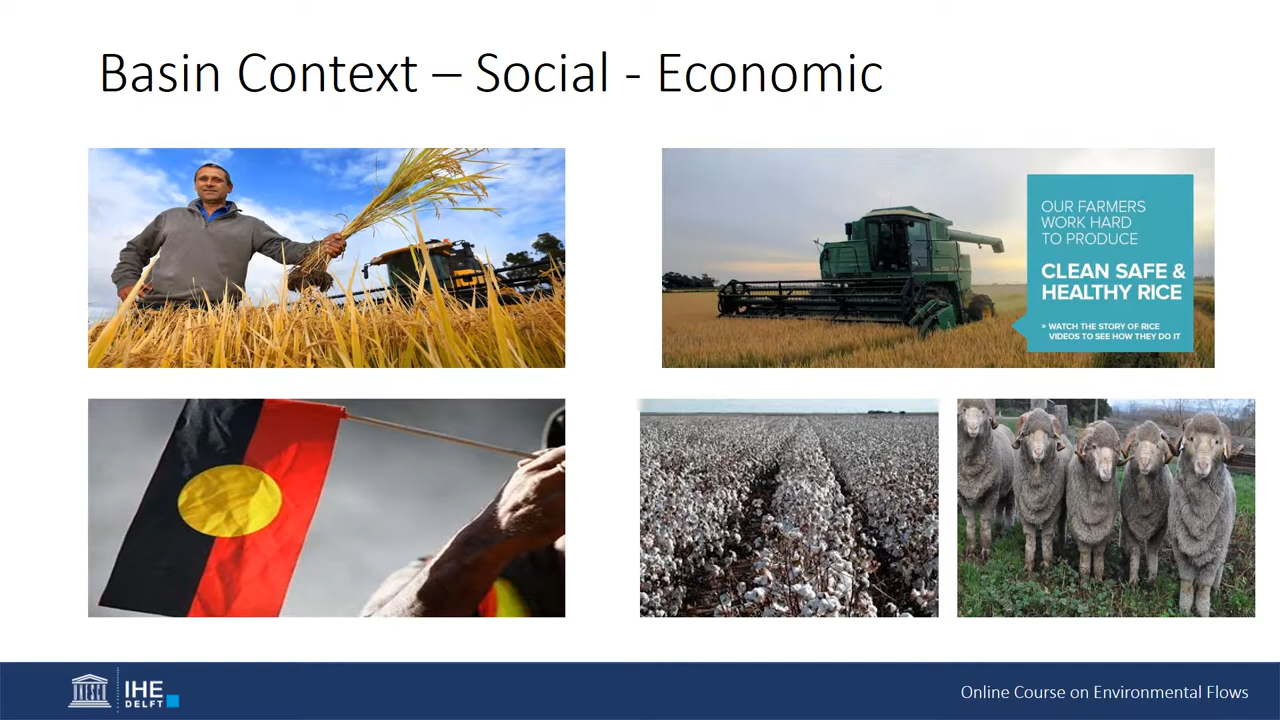 Basin Context – Social - Economic
OUR FARMERS
WORK HARD
TO PRODUCE
CLEAN SAFE &
HEALTHY RICE
» WATCH THE STORY OF RICE
VIDEOS TO SEE HOW THEY DO IT
UNESCO
IHE
DELFT
Online Course on Environmental Flows